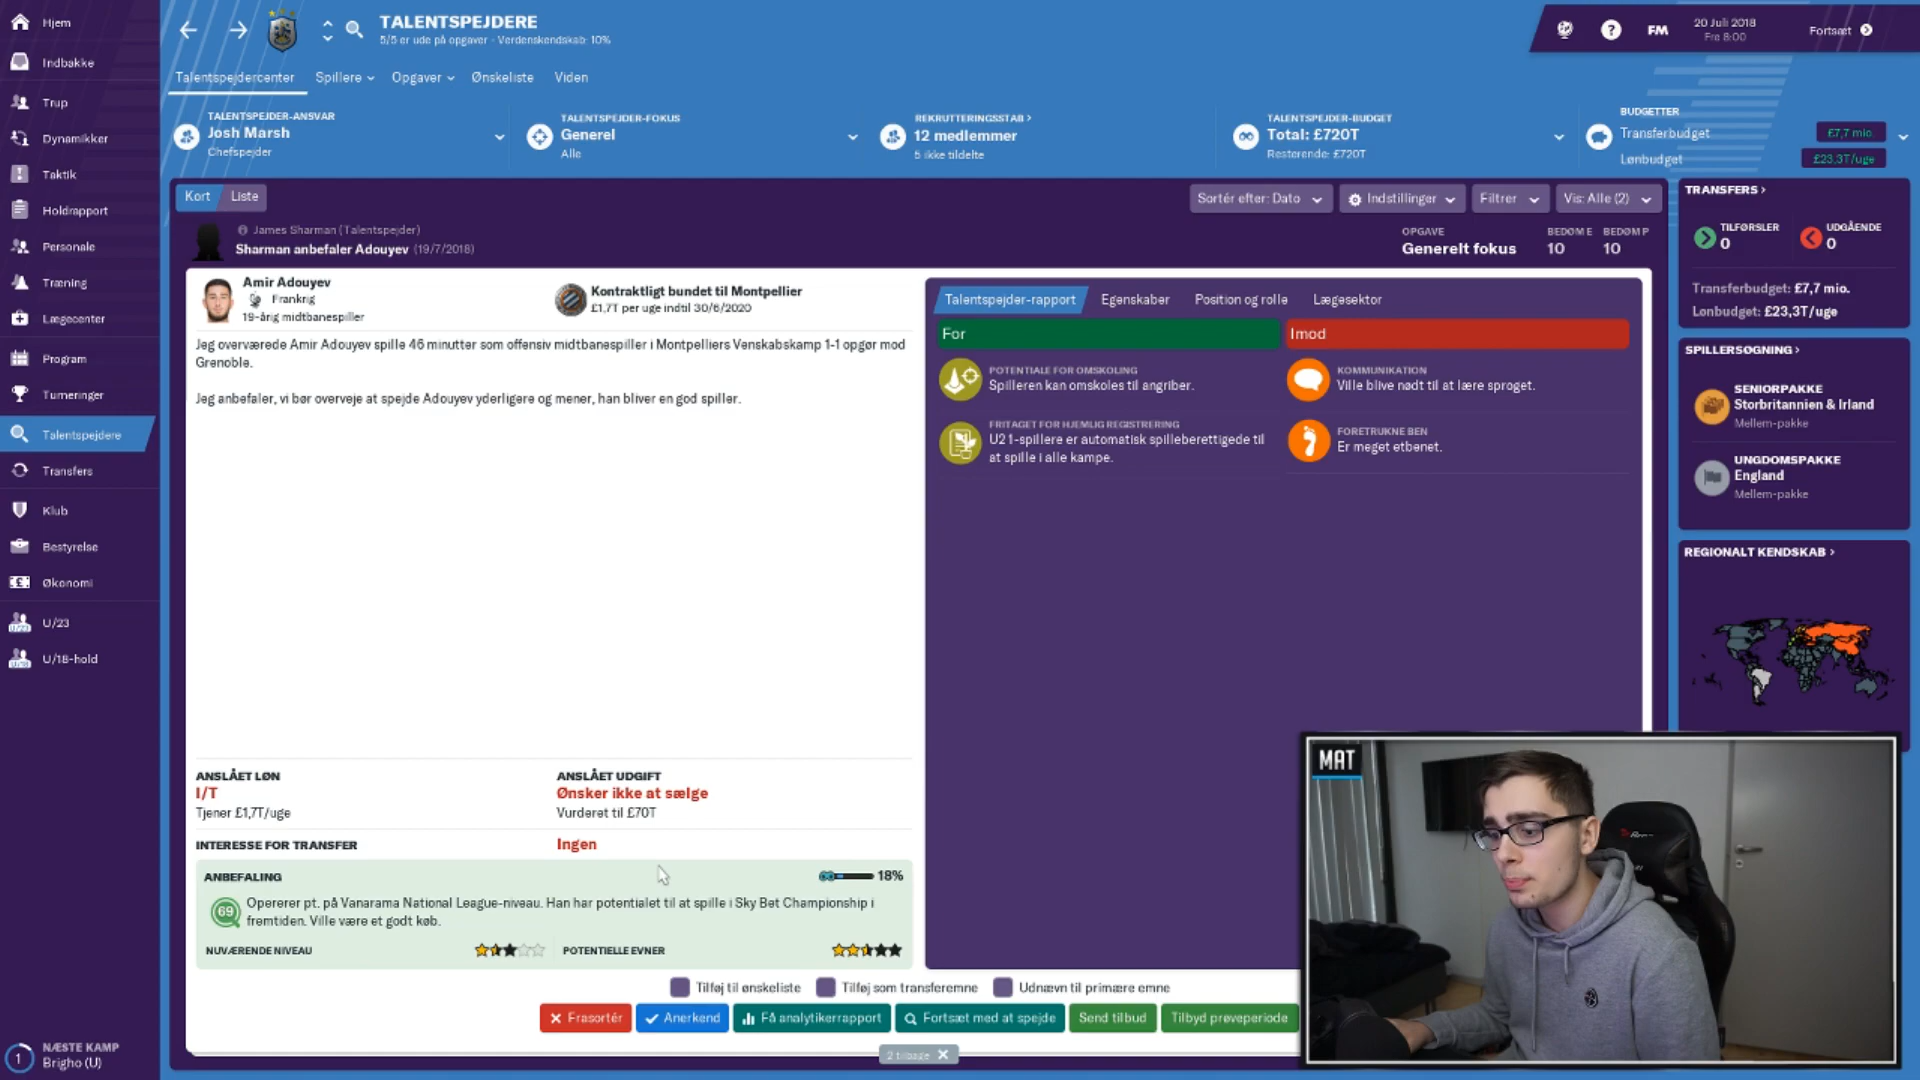 Hjem
Indbakke
Trup
Dynamikker
Taktik
Holdrapport
Personale
Træning
Lægecenter
Program
Turneringer
Talentspejdere
Transfers
Klub
Bestyrelse
Økonomi
U/23
U/18-hold
1 NÆSTE KAMP
Brigho (U)
TALENTSPEJDERE
5/5 er ude på opgaver - Verdenskendskab: 10%
FM
20 Juli 2018
Fre 8:00
Fortsæt
Talentspejdercenter Spillere Opgaver Ønskeliste Viden
TALENTSPEJDER-ANSVAR
Josh Marsh
Chefspejder
TALENTSPEJDER-FOKUS
Generel
Alle
REKRUTTERINGSSTAB >
12 medlemmer
5 ikke tildelte
TALENTSPEJDER-BUDGET
Total: £720T
Resterende: £720T
BUDGETTER
Transferbudget £7,7 mio.
Lønbudget £23,3T/uge
Kort Liste
Sortér efter: Dato Indstillinger Filtrer Vis: Alle (2)
James Sharman (Talentspejder)
Sharman anbefaler Adouyev (19/7/2018)
OPGAVE
Generelt fokus
BEDØM E
10
BEDØM P
10
Amir Adouyev
Frankrig
19-årig midtbanespiller
Kontraktligt bundet til Montpellier
£1,7T per uge indtil 30/6/2020
Jeg overværede Amir Adouyev spille 46 minutter som offensiv midtbanespiller i Montpelliers Venskabskamp 1-1 opgør mod
Grenoble.
Jeg anbefaler, vi bør overveje at spejde Adouyev yderligere og mener, han bliver en god spiller.
ANSLÅET LØN
I/T
Tjener £1,7T/uge
ANSLÅET UDGIFT
Ønsker ikke at sælge
Vurderet til £70T
INTERESSE FOR TRANSFER Ingen
ANBEFALING 18%
69
Opererer pt. på Vanarama National League-niveau. Han har potentialet til at spille i Sky Bet Championship i
fremtiden. Ville være et godt køb.
NUVÆRENDE NIVEAU POTENTIELLE EVNER
Talentspejder-rapport Egenskaber Position og rolle Lægesektor
For
Imod
POTENTIALE FOR OMSKOLING
Spilleren kan omskoles til angriber.
KOMMUNIKATION
Ville blive nødt til at lære sproget.
FRITAGET FOR HJEMLIG REGISTRERING
U21-spillere er automatisk spilleberettigede til
at spille i alle kampe.
FORETRUKNE BEN
Er meget etbenet.
Tilføj til ønskeliste Tilføj som transferemne Udnævn til primære emne
Frasortér Anerkend Få analytikerrapport Fortsæt med at spejde Send tilbud Tilbyd prøveperiode
2 tilbage
TRANSFERS >
TILFØRSLER
0
UDGÅENDE
0
Transferbudget: £7,7 mio.
Lønbudget: £23,3T/uge
SPILLERSØGNING >
SENIORPAKKE
Storbritannien & Irland
Mellem-pakke
UNGDOMSPAKKE
England
Mellem-pakke
REGIONALT KENDSKAB >
MAT